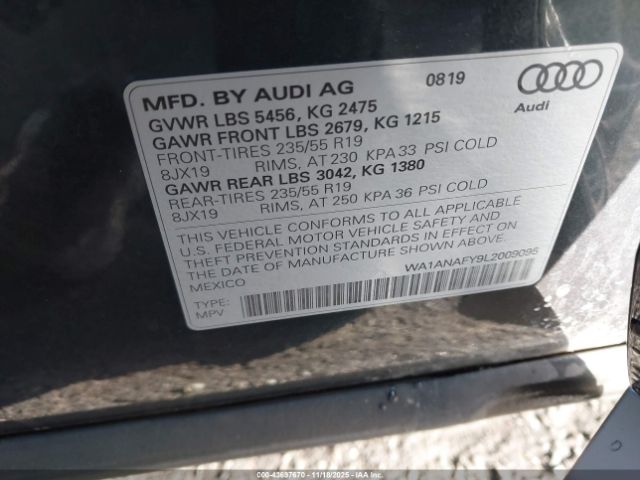 MFD. BY AUDI AG 0819
GVWR LBS 5456, KG 2475
GAWR FRONT LBS 2679, KG 1215
FRONT-TIRES 235/55 R19
8JX19 RIMS, AT 230 KPA 33 PSI COLD
GAWR REAR LBS 3042, KG 1380
REAR-TIRES 235/55 R19
8JX19 RIMS, AT 250 KPA 36 PSI COLD
THIS VEHICLE CONFORMS TO ALL APPLICABLE
U.S. FEDERAL MOTOR VEHICLE SAFETY AND
THEFT PREVENTION STANDARDS IN EFFECT ON
THE DATE OF MANUFACTURE SHOWN ABOVE.
MEXICO
WA1ANAFY9L2009095
TYPE:
MPV
Audi
00-43697670 - 11/18/2025 - IAA Inc.